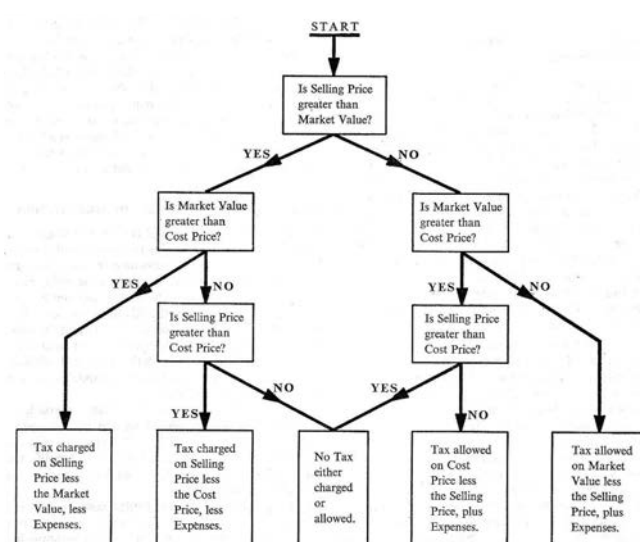 START
Is Selling Price
greater than
Market Value?
YES
NO
Is Market Value
greater than
Cost Price?
Is Market Value
greater than
Cost Price?
YES
NO
YES
NO
Is Selling Price
greater than
Cost Price?
Is Selling Price
greater than
Cost Price?
YES
NO
YES
NO
Tax charged
on Selling
Price less
the Market
Value, less
Expenses.
Tax charged
on Selling
Price less
the Cost
Price, less
Expenses.
No Tax
either
charged
or
allowed.
Tax allowed
on Cost
Price less
the Selling
Price, plus
Expenses.
Tax allowed
on Market
Value less
the Selling
Price, plus
Expenses.